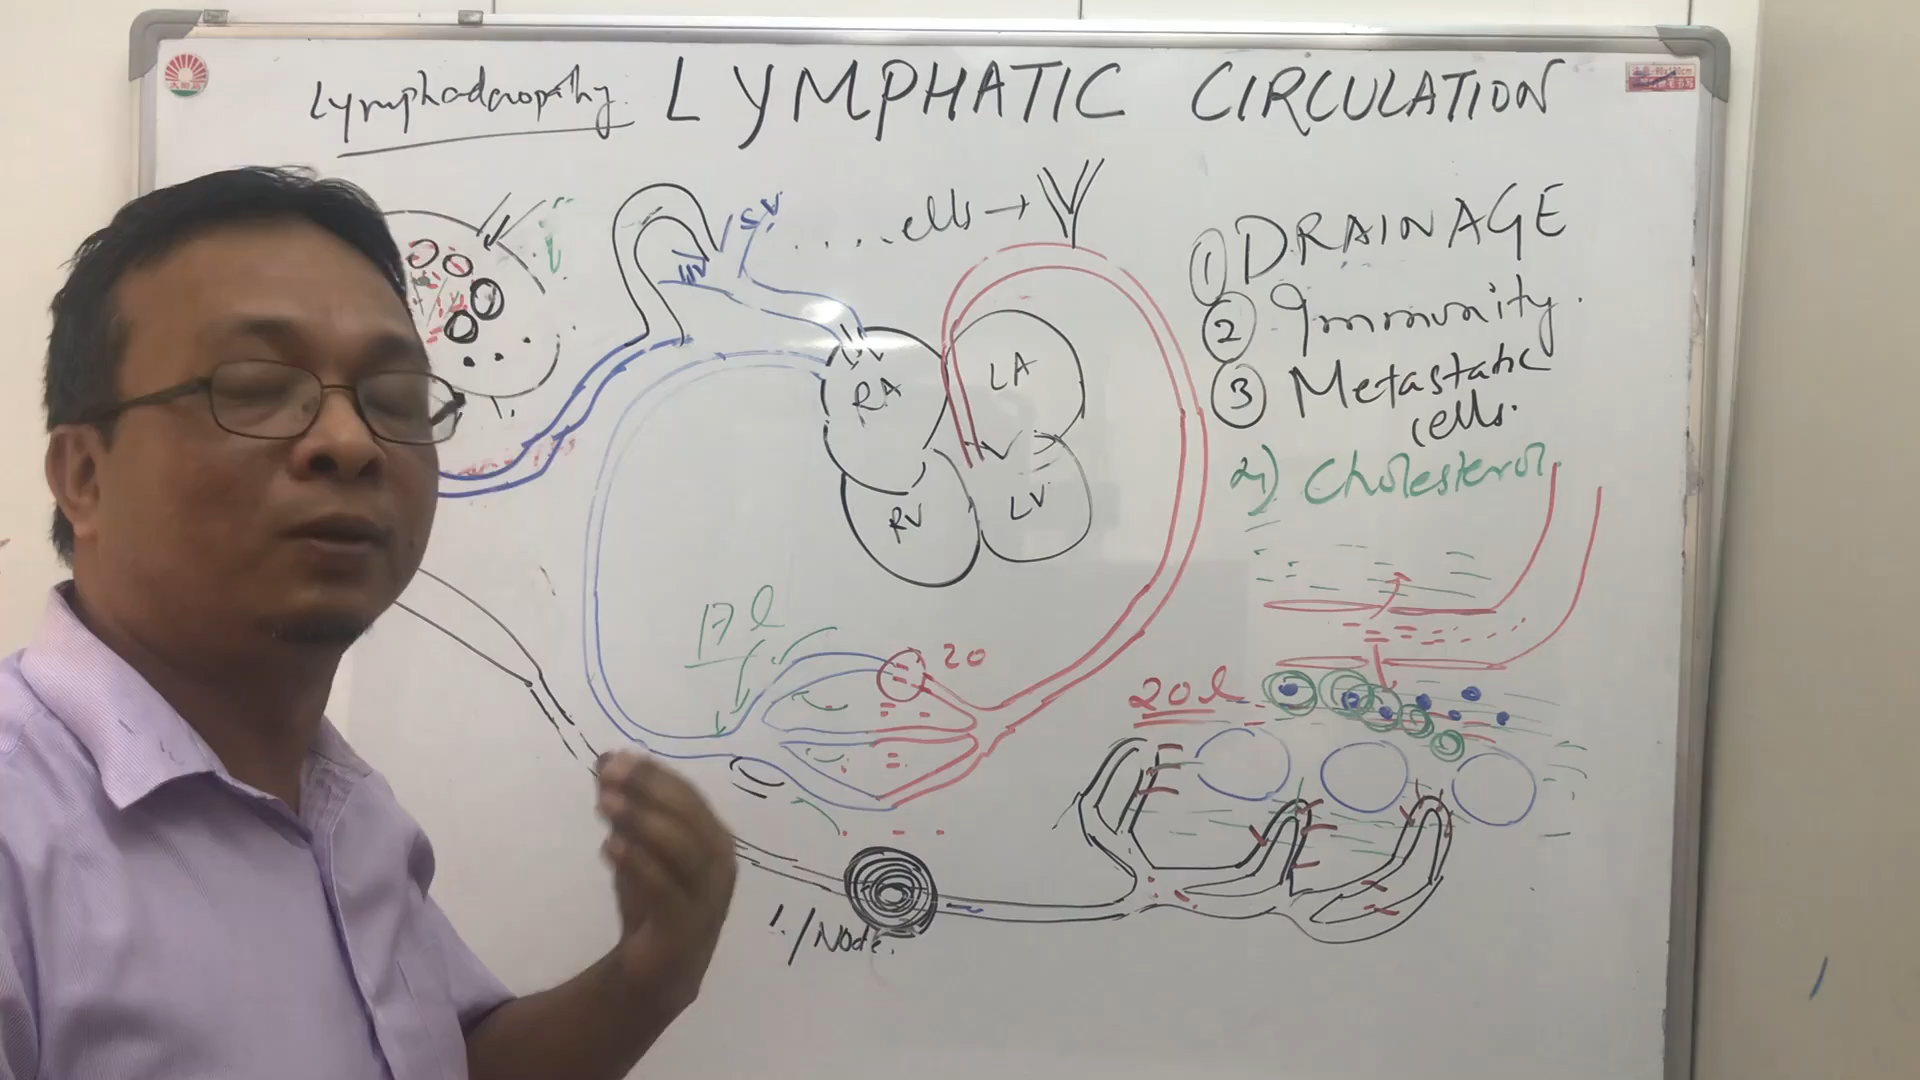 Lymphadenopathy.
LYMPHATIC CIRCULATION
SV
cells →
① DRAINAGE
② Immunity.
③ Metastatic
cells.
4) Cholesterol
RA
LA
RV
LV
17 l
20
20 l
L/Node.